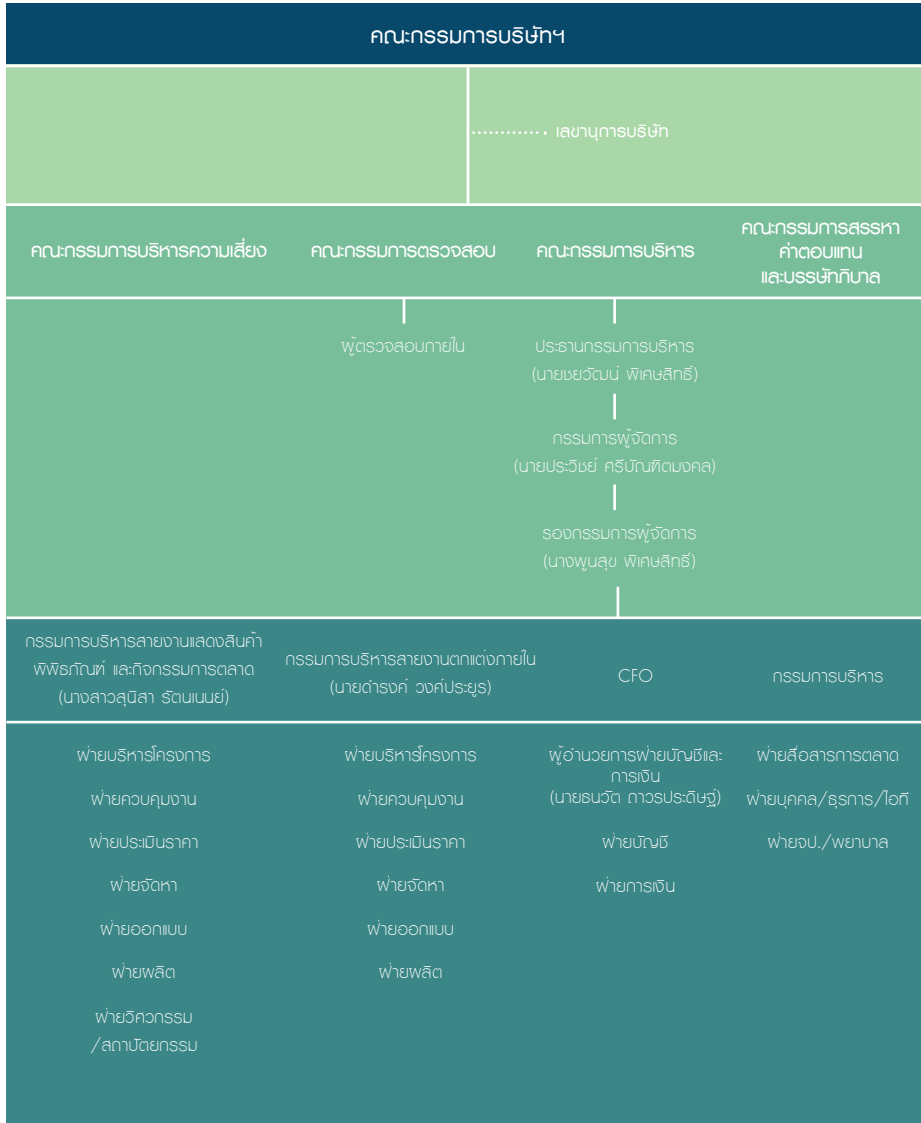 คณะกรรมการบริษัทฯ
เลขานุการบริษัท
คณะกรรมการบริหารความเสี่ยง
คณะกรรมการตรวจสอบ
คณะกรรมการบริหาร
คณะกรรมการสรรหา
ค่าตอบแทน
และบรรษัทภิบาล
ผู้ตรวจสอบภายใน
ประธานกรรมการบริหาร
(นายชยวัฒน์ พิเศษสิทธิ์)
กรรมการผู้จัดการ
(นายประวิชย์ ศรีบัณฑิตมงคล)
รองกรรมการผู้จัดการ
(นางพูนสุข พิเศษสิทธิ์)
กรรมการบริหารสายงานแสดงสินค้า
พิพิธภัณฑ์ และกิจกรรมการตลาด
(นางสาวสุนิสา รัตนเนนย์)
กรรมการบริหารสายงานตกแต่งภายใน
(นายดำรงค์ วงค์ประยูร)
CFO
กรรมการบริหาร
ฝ่ายบริหารโครงการ
ฝ่ายควบคุมงาน
ฝ่ายประเมินราคา
ฝ่ายจัดหา
ฝ่ายออกแบบ
ฝ่ายผลิต
ฝ่ายวิศวกรรม
/สถาปัตยกรรม
ฝ่ายบริหารโครงการ
ฝ่ายควบคุมงาน
ฝ่ายประเมินราคา
ฝ่ายจัดหา
ฝ่ายออกแบบ
ฝ่ายผลิต
ผู้อำนวยการฝ่ายบัญชีและ
การเงิน
(นายธนวัต ถาวรประดิษฐ์)
ฝ่ายบัญชี
ฝ่ายการเงิน
ฝ่ายสื่อสารการตลาด
ฝ่ายบุคคล/ธุรการ/ไอที
ฝ่ายจป./พยาบาล